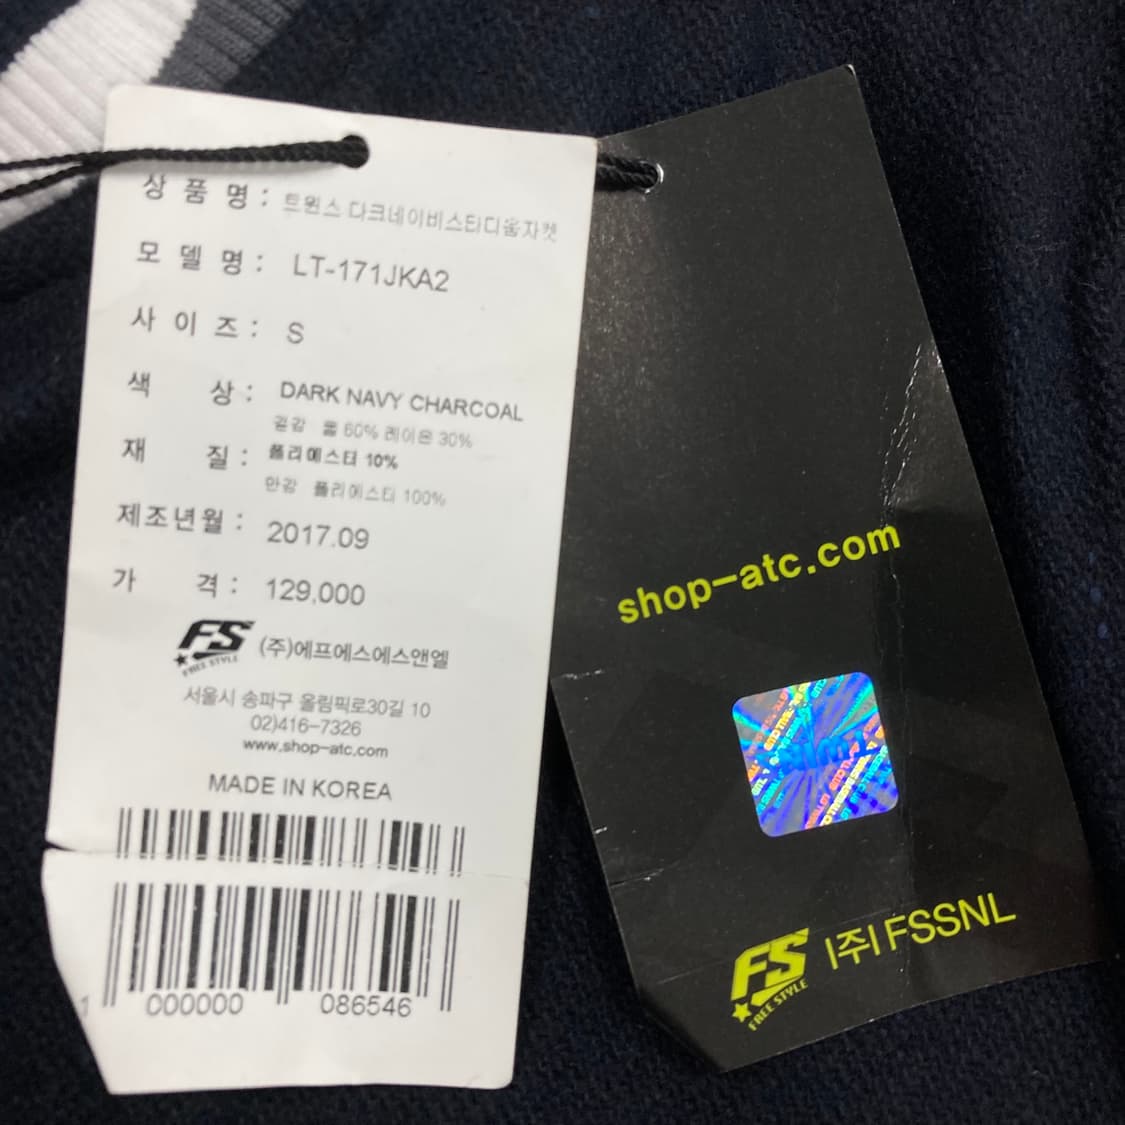 상 품 명 : 트윈스 다크네이비스타디움자켓
모 델 명 : LT-171JKA2
사 이 즈 : S
색 상 : DARK NAVY CHARCOAL
겉감 울 60% 레이온 30%
재 질 : 폴리에스터 10%
안감 폴리에스터 100%
제조년월 : 2017.09
가 격 : 129,000
FS FREE STYLE (주)에프에스에스앤엘
서울시 송파구 올림픽로30길 10
02)416-7326
www.shop-atc.com
MADE IN KOREA
1 000000 086546
shop-atc.com
FS FREE STYLE |주| FSSNL